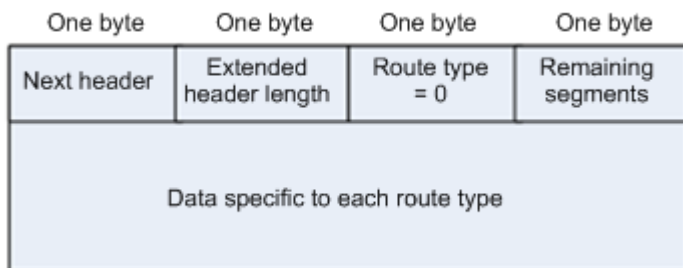 One byte One byte One byte One byte
Next header
Extended
header length
Route type
= 0
Remaining
segments
Data specific to each route type